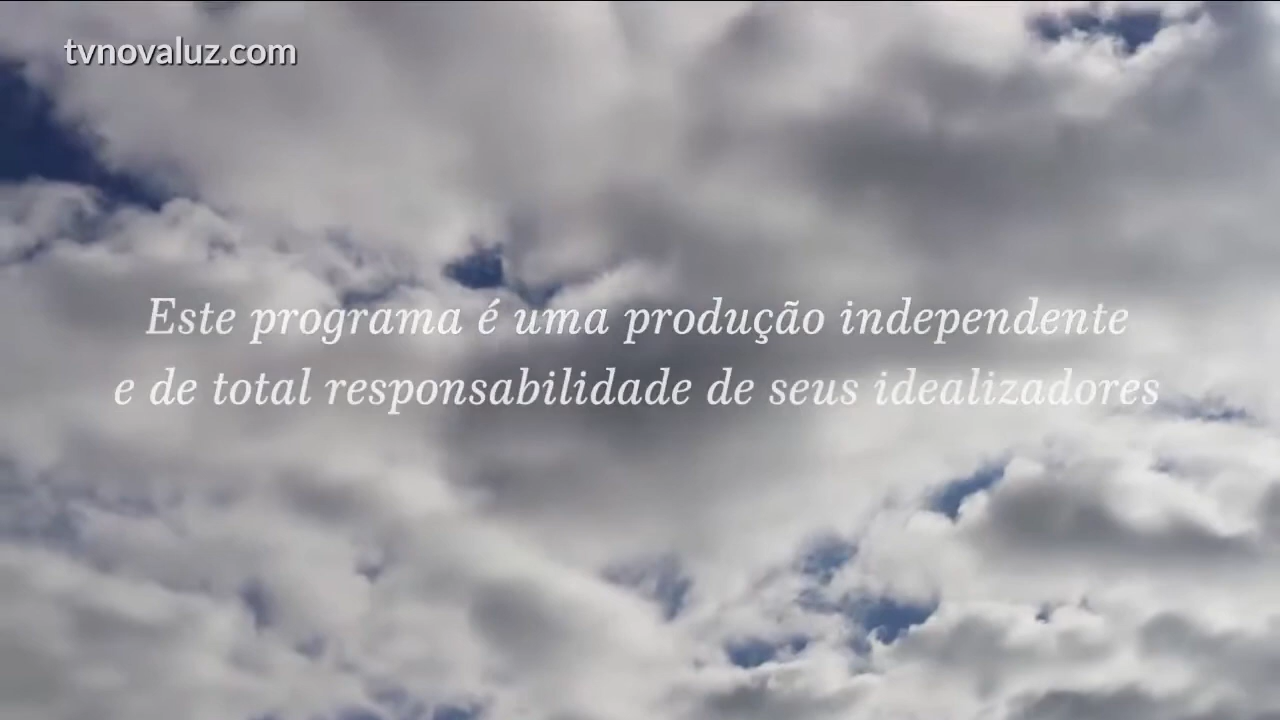 tvnovaluz.com
Este programa é uma produção independente
e de total responsabilidade de seus idealizadores